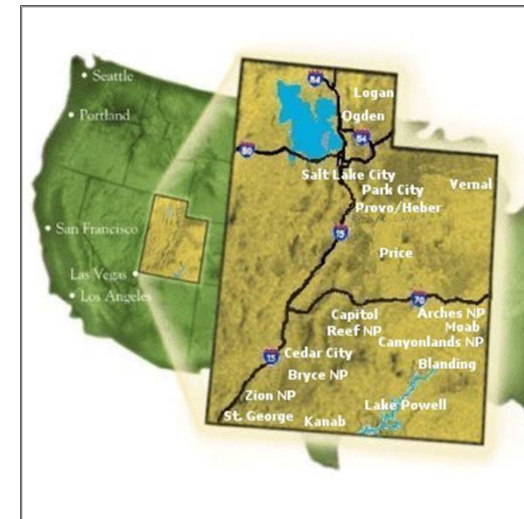 Seattle
Portland
San Francisco
Las Vegas
Los Angeles
84
Logan
Ogden
84
80
Salt Lake City
Park City
Vernal
Provo/Heber
15
Price
70
Capitol
Reef NP
Arches NP
Moab
Canyonlands NP
15
Cedar City
Blanding
Bryce NP
Zion NP
Lake Powell
St. George
Kanab